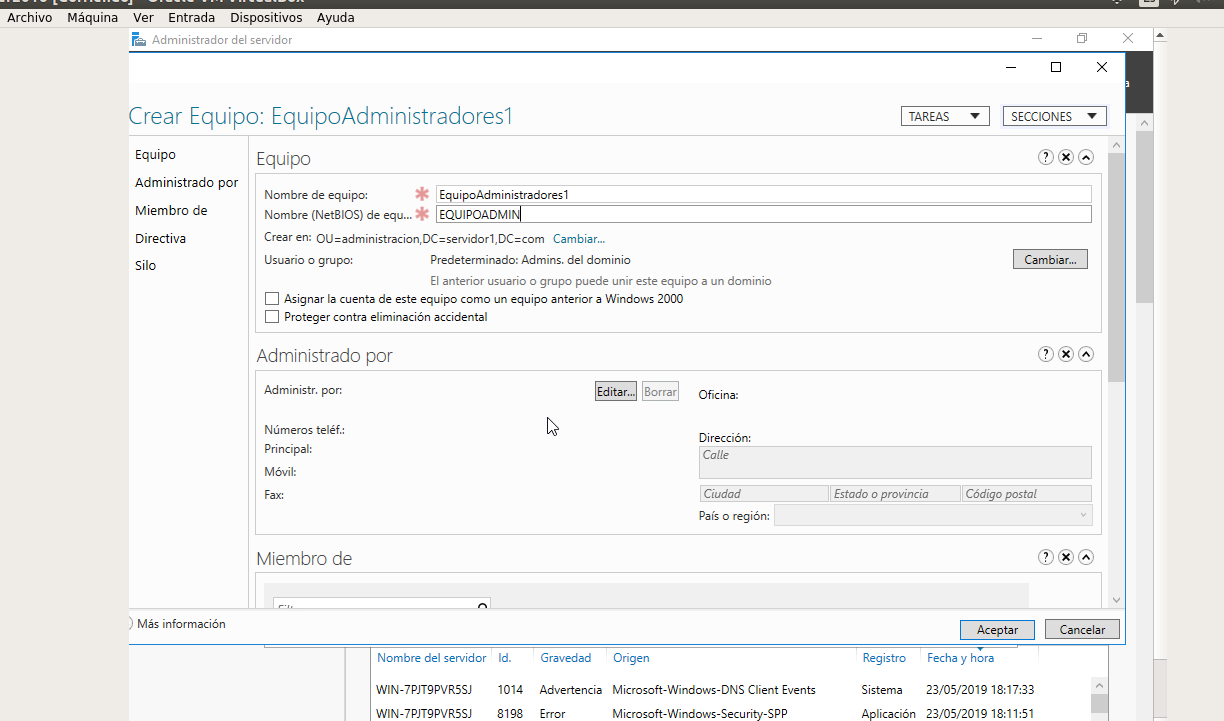 Archivo Máquina Ver Entrada Dispositivos Ayuda
Administrador del servidor
Crear Equipo: EquipoAdministradores1
TAREAS
SECCIONES
Equipo
Administrado por
Miembro de
Directiva
Silo
Equipo
Nombre de equipo: EquipoAdministradores1
Nombre (NetBIOS) de equ... EQUIPOADMIN
Crear en: OU=administracion,DC=servidor1,DC=com Cambiar...
Usuario o grupo: Predeterminado: Admins. del dominio Cambiar...
El anterior usuario o grupo puede unir este equipo a un dominio
Asignar la cuenta de este equipo como un equipo anterior a Windows 2000
Proteger contra eliminación accidental
Administrado por
Administr. por: Editar... Borrar Oficina:
Números teléf.:
Principal:
Móvil:
Fax:
Dirección:
Calle
Ciudad Estado o provincia Código postal
País o región:
Miembro de
Más información
Aceptar Cancelar
Nombre del servidor Id. Gravedad Origen Registro Fecha y hora
WIN-7PJT9PVR5SJ 1014 Advertencia Microsoft-Windows-DNS Client Events Sistema 23/05/2019 18:17:33
WIN-7PJT9PVR5SJ 8198 Error Microsoft-Windows-Security-SPP Aplicación 23/05/2019 18:11:51